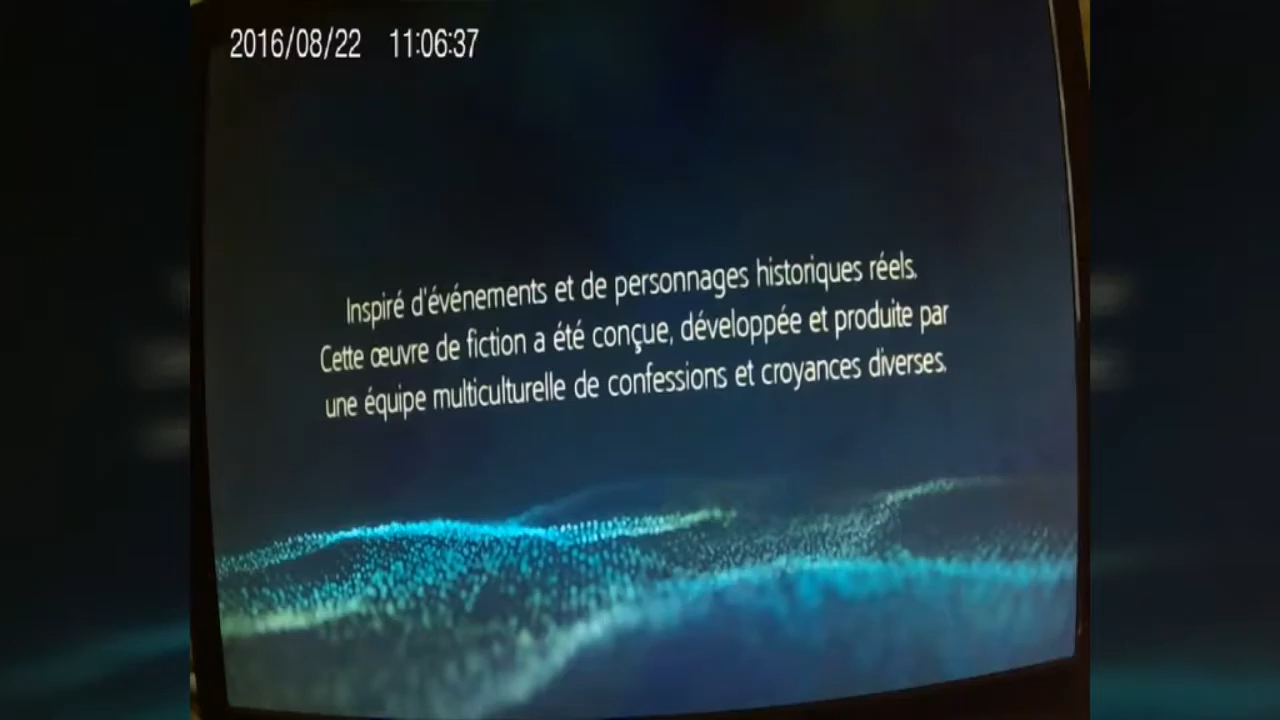 2016/08/22 11:06:37
Inspiré d'événements et de personnages historiques réels.
Cette œuvre de fiction a été conçue, développée et produite par
une équipe multiculturelle de confessions et croyances diverses.